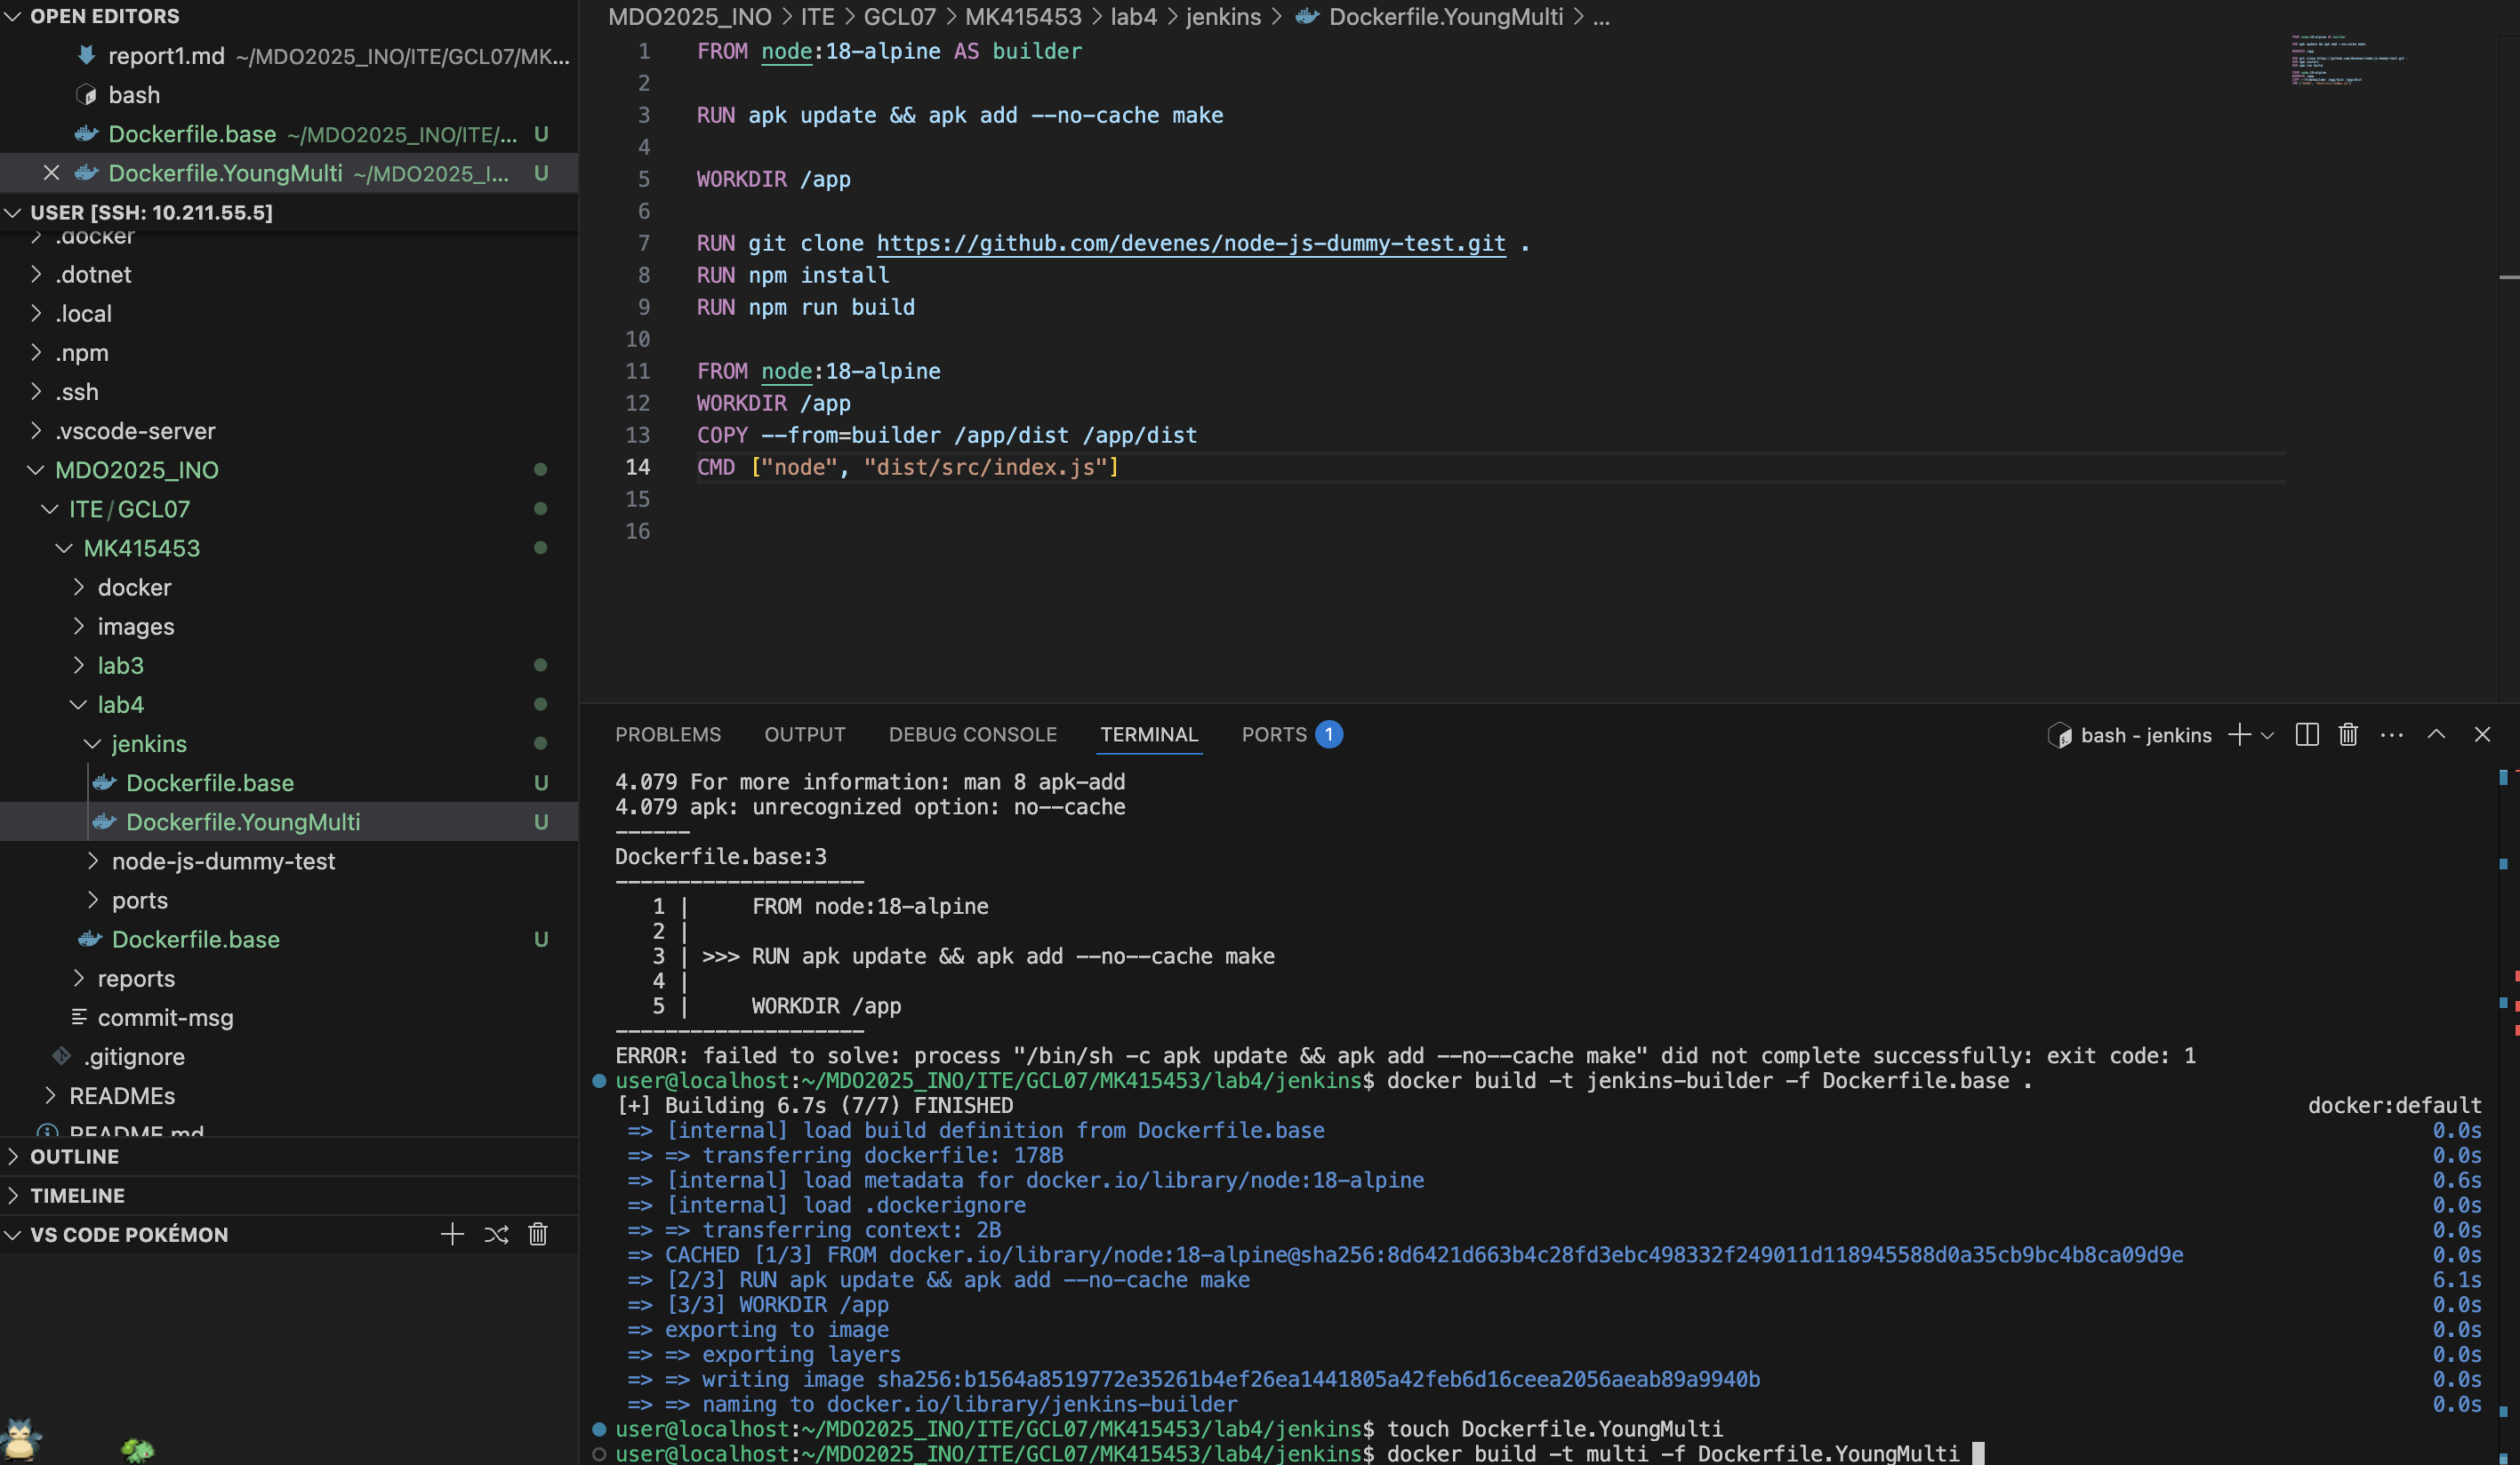 OPEN EDITORS
report1.md ~/MDO2025_INO/ITE/GCL07/MK...
bash
Dockerfile.base ~/MDO2025_INO/ITE/... U
Dockerfile.YoungMulti ~/MDO2025_I... U
USER [SSH: 10.211.55.5]
.docker
.dotnet
.local
.npm
.ssh
.vscode-server
MDO2025_INO
ITE / GCL07
MK415453
docker
images
lab3
lab4
jenkins
Dockerfile.base U
Dockerfile.YoungMulti U
node-js-dummy-test
ports
Dockerfile.base U
reports
commit-msg
.gitignore
READMEs
README.md
OUTLINE
TIMELINE
VS CODE POKÉMON
MDO2025_INO > ITE > GCL07 > MK415453 > lab4 > jenkins > Dockerfile.YoungMulti > ...
1 FROM node:18-alpine AS builder
2
3 RUN apk update && apk add --no-cache make
4
5 WORKDIR /app
6
7 RUN git clone https://github.com/devenes/node-js-dummy-test.git .
8 RUN npm install
9 RUN npm run build
10
11 FROM node:18-alpine
12 WORKDIR /app
13 COPY --from=builder /app/dist /app/dist
14 CMD ["node", "dist/src/index.js"]
15
16
PROBLEMS OUTPUT DEBUG CONSOLE TERMINAL PORTS 1 bash - jenkins
4.079 For more information: man 8 apk-add
4.079 apk: unrecognized option: no--cache
------
Dockerfile.base:3
--------------------
1 | FROM node:18-alpine
2 |
3 | >>> RUN apk update && apk add --no--cache make
4 |
5 | WORKDIR /app
--------------------
ERROR: failed to solve: process "/bin/sh -c apk update && apk add --no--cache make" did not complete successfully: exit code: 1
user@localhost:~/MDO2025_INO/ITE/GCL07/MK415453/lab4/jenkins$ docker build -t jenkins-builder -f Dockerfile.base .
[+] Building 6.7s (7/7) FINISHED docker:default
=> [internal] load build definition from Dockerfile.base 0.0s
=> => transferring dockerfile: 178B 0.0s
=> [internal] load metadata for docker.io/library/node:18-alpine 0.6s
=> [internal] load .dockerignore 0.0s
=> => transferring context: 2B 0.0s
=> CACHED [1/3] FROM docker.io/library/node:18-alpine@sha256:8d6421d663b4c28fd3ebc498332f249011d118945588d0a35cb9bc4b8ca09d9e 0.0s
=> [2/3] RUN apk update && apk add --no-cache make 6.1s
=> [3/3] WORKDIR /app 0.0s
=> exporting to image 0.0s
=> => exporting layers 0.0s
=> => writing image sha256:b1564a8519772e35261b4ef26ea1441805a42feb6d16ceea2056aeab89a9940b 0.0s
=> => naming to docker.io/library/jenkins-builder 0.0s
user@localhost:~/MDO2025_INO/ITE/GCL07/MK415453/lab4/jenkins$ touch Dockerfile.YoungMulti
user@localhost:~/MDO2025_INO/ITE/GCL07/MK415453/lab4/jenkins$ docker build -t multi -f Dockerfile.YoungMulti